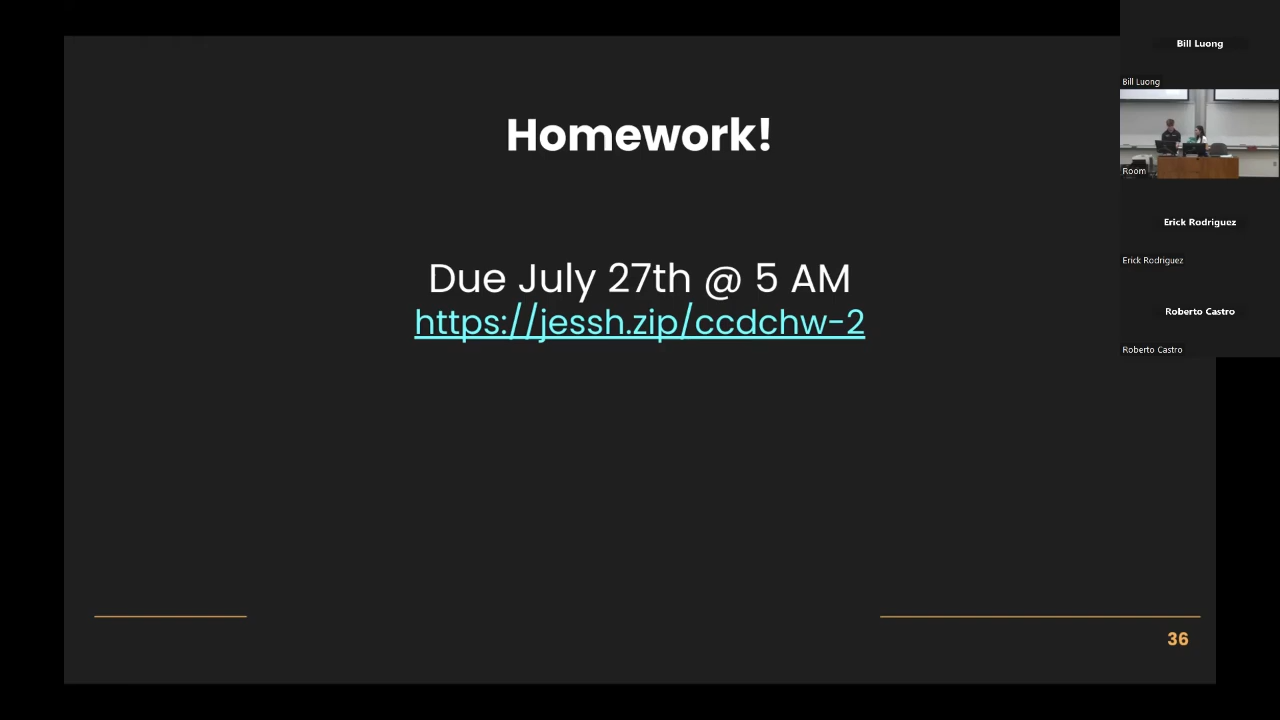 Homework!
Due July 27th @ 5 AM
https://jessh.zip/ccdchw-2
36
Bill Luong
Bill Luong
Room
Erick Rodriguez
Erick Rodriguez
Roberto Castro
Roberto Castro